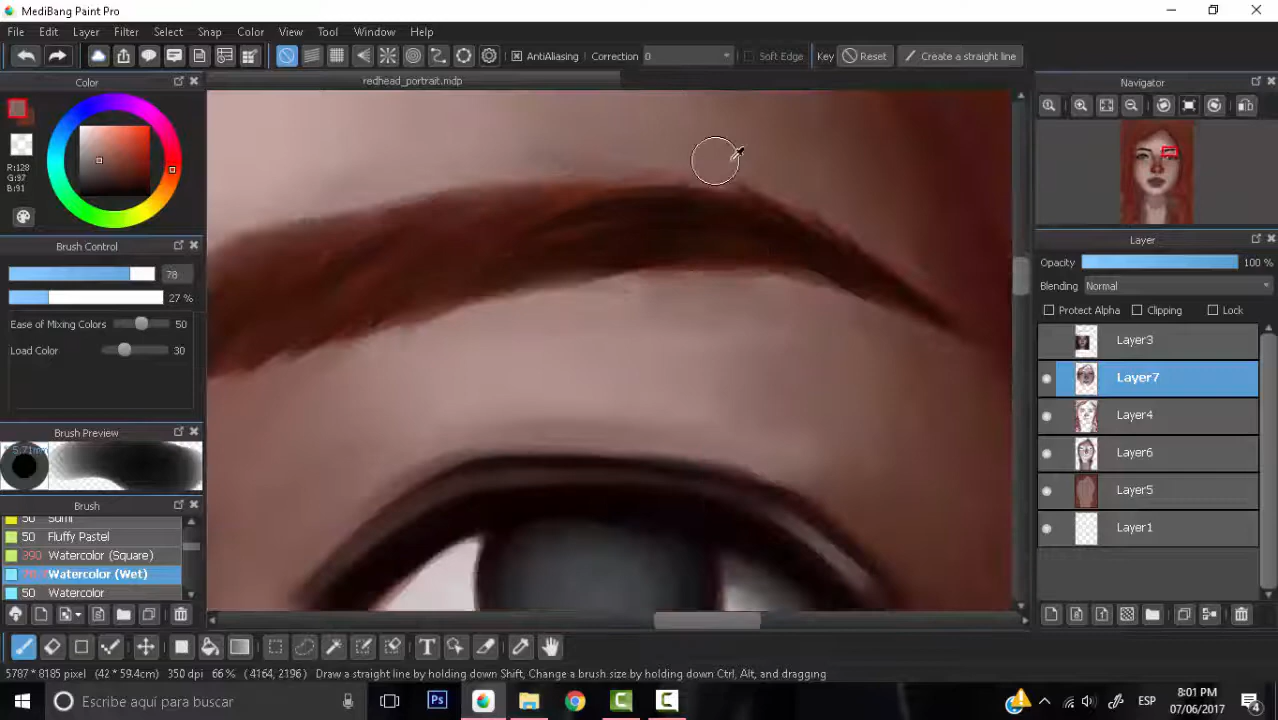 MediBang Paint Pro
File Edit Layer Filter Select Snap Color View Tool Window Help
AntiAliasing Correction 0 Soft Edge Key Reset Create a straight line
Color
redhead_portrait.mdp
Navigator
R:128
G:97
B:91
Brush Control
Layer
78
Opacity 100 %
27 %
Blending Normal
Ease of Mixing Colors 50
Protect Alpha Clipping Lock
Load Color 30
Layer3
Layer7
Layer4
Brush Preview
Layer6
Layer5
Brush
50 Sumi
Layer1
50 Fluffy Pastel
390 Watercolor (Square)
Watercolor (Wet)
50 Watercolor
T
5787 * 8185 pixel (42 * 59.4cm) 350 dpi 66 % (4164, 2196) Draw a straight line by holding down Shift, Change a brush size by holding down Ctrl, Alt, and dragging
Escribe aquí para buscar
Ps
ESP
8:01 PM
07/06/2017
4